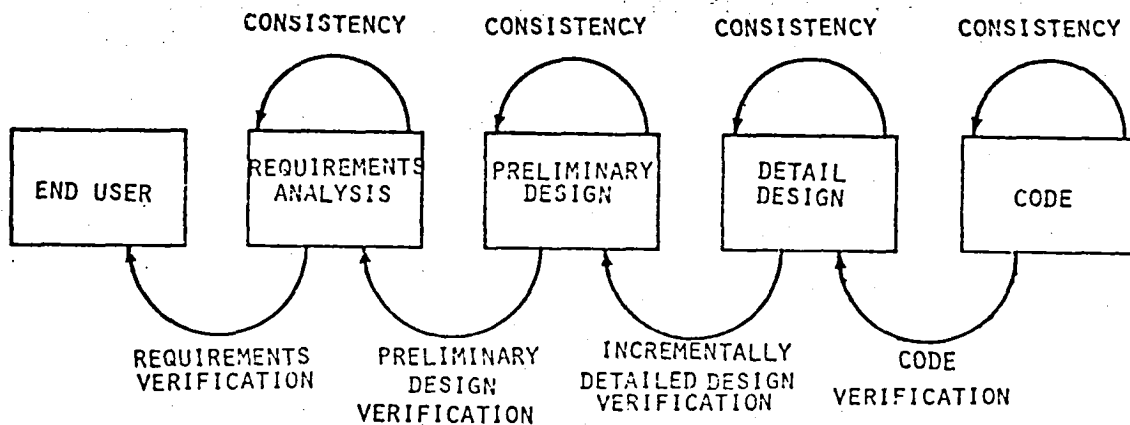 CONSISTENCY
CONSISTENCY
CONSISTENCY
CONSISTENCY
END USER
REQUIREMENTS
ANALYSIS
PRELIMINARY
DESIGN
DETAIL
DESIGN
CODE
REQUIREMENTS
VERIFICATION
PRELIMINARY
DESIGN
VERIFICATION
INCREMENTALLY
DETAILED DESIGN
VERIFICATION
CODE
VERIFICATION